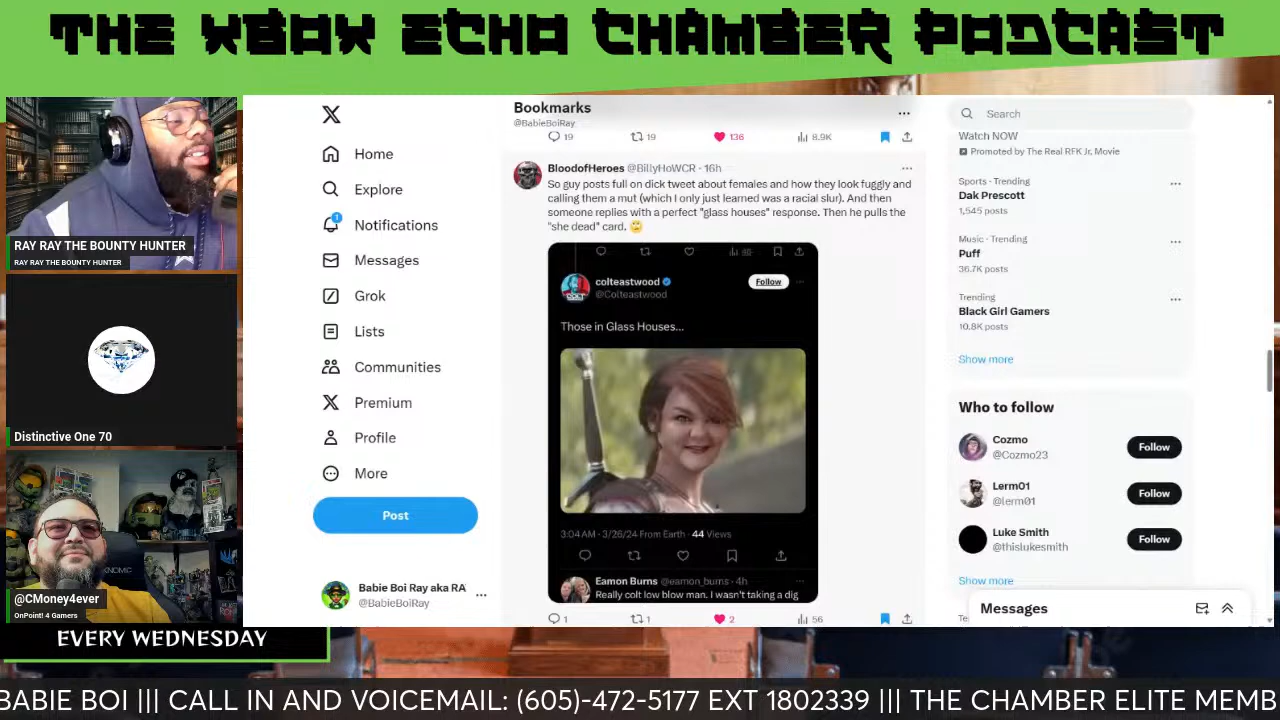 THE XBOX ECHO CHAMBER PODCAST
RAY RAY THE BOUNTY HUNTER
RAY RAY THE BOUNTY HUNTER
Distinctive One 70
@CMoney4ever
OnPoint! 4 Gamers
EVERY WEDNESDAY
Home
Explore
1
Notifications
Messages
Grok
Lists
Communities
Premium
Profile
More
Post
Babie Boi Ray aka RA
@BabieBoiRay
Bookmarks
@BabieBoiRay
19 19 136 8.9K
BloodofHeroes @BillyHoWCR · 16h
So guy posts full on dick tweet about females and how they look fuggly and
calling them a mut (which I only just learned was a racial slur). And then
someone replies with a perfect "glass houses" response. Then he pulls the
"she dead" card.
colteastwood
@Colteastwood
Follow
Those in Glass Houses...
3:04 AM · 3/26/24 From Earth · 44 Views
Eamon Burns @eamon_burns · 4h
Really colt low blow man. I wasn't taking a dig
1 1 2 56
Search
Watch NOW
Promoted by The Real RFK Jr, Movie
Sports · Trending
Dak Prescott
1,545 posts
Music · Trending
Puff
36.7K posts
Trending
Black Girl Gamers
10.8K posts
Show more
Who to follow
Cozmo
@Cozmo23
Follow
Lerm01
@lerm01
Follow
Luke Smith
@thislukesmith
Follow
Show more
Messages
BABIE BOI ||| CALL IN AND VOICEMAIL: (605)-472-5177 EXT 1802339 ||| THE CHAMBER ELITE MEMB